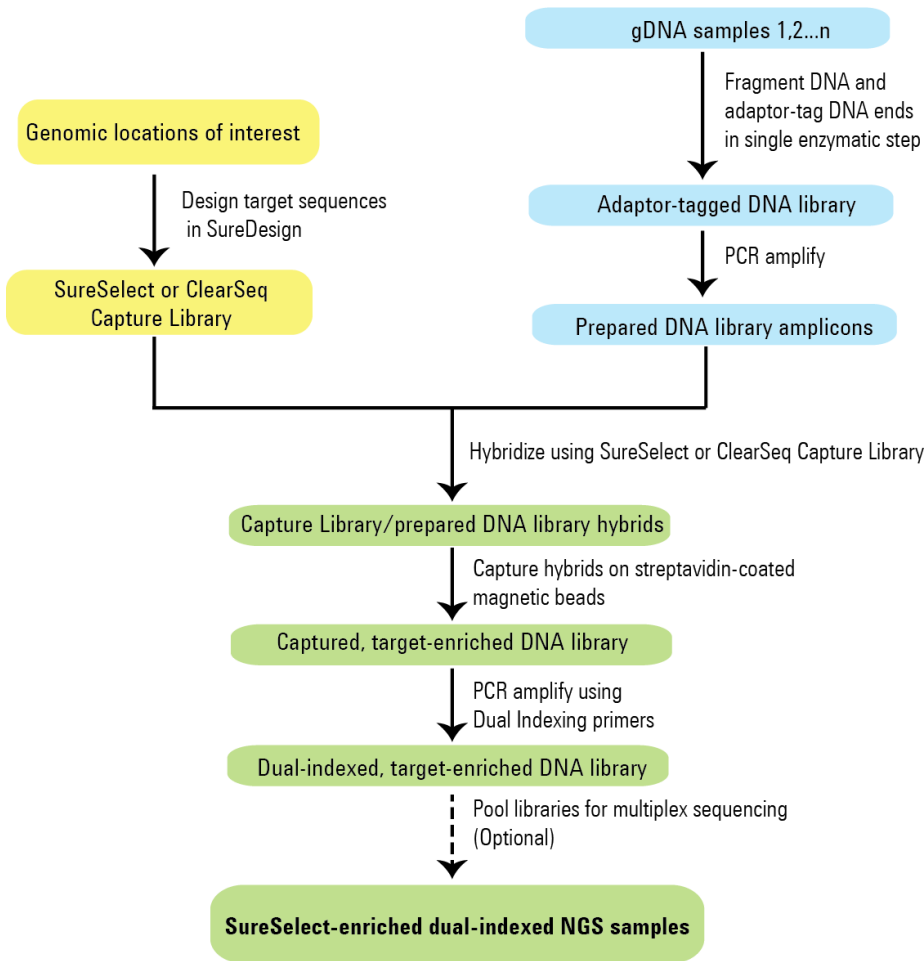 gDNA samples 1,2...n
Fragment DNA and
adaptor-tag DNA ends
in single enzymatic step
Genomic locations of interest
Design target sequences
in SureDesign
Adaptor-tagged DNA library
PCR amplify
SureSelect or ClearSeq
Capture Library
Prepared DNA library amplicons
Hybridize using SureSelect or ClearSeq Capture Library
Capture Library/prepared DNA library hybrids
Capture hybrids on streptavidin-coated
magnetic beads
Captured, target-enriched DNA library
PCR amplify using
Dual Indexing primers
Dual-indexed, target-enriched DNA library
Pool libraries for multiplex sequencing
(Optional)
SureSelect-enriched dual-indexed NGS samples